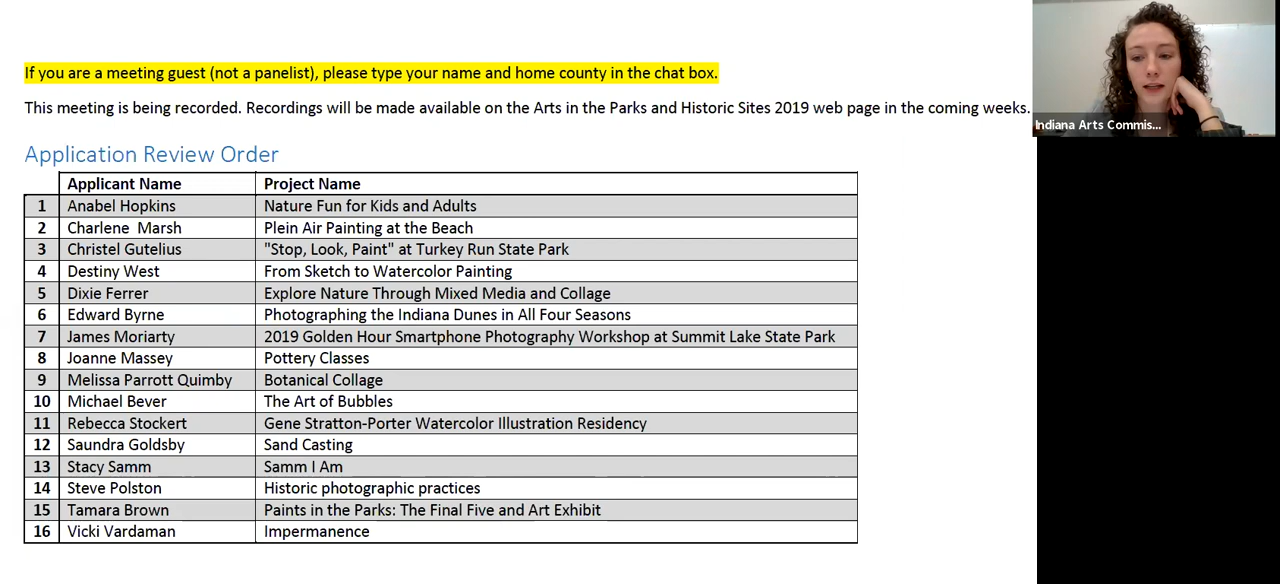 If you are a meeting guest (not a panelist), please type your name and home county in the chat box.
This meeting is being recorded. Recordings will be made available on the Arts in the Parks and Historic Sites 2019 web page in the coming weeks.
Indiana Arts Commis...
Application Review Order
Applicant Name Project Name
1 Anabel Hopkins Nature Fun for Kids and Adults
2 Charlene Marsh Plein Air Painting at the Beach
3 Christel Gutelius "Stop, Look, Paint" at Turkey Run State Park
4 Destiny West From Sketch to Watercolor Painting
5 Dixie Ferrer Explore Nature Through Mixed Media and Collage
6 Edward Byrne Photographing the Indiana Dunes in All Four Seasons
7 James Moriarty 2019 Golden Hour Smartphone Photography Workshop at Summit Lake State Park
8 Joanne Massey Pottery Classes
9 Melissa Parrott Quimby Botanical Collage
10 Michael Bever The Art of Bubbles
11 Rebecca Stockert Gene Stratton-Porter Watercolor Illustration Residency
12 Saundra Goldsby Sand Casting
13 Stacy Samm Samm I Am
14 Steve Polston Historic photographic practices
15 Tamara Brown Paints in the Parks: The Final Five and Art Exhibit
16 Vicki Vardaman Impermanence